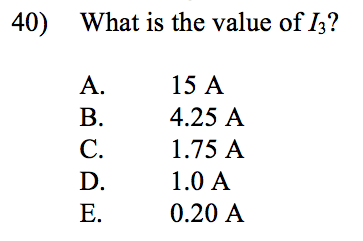 40) What is the value of I3?
A. 15 A
B. 4.25 A
C. 1.75 A
D. 1.0 A
E. 0.20 A